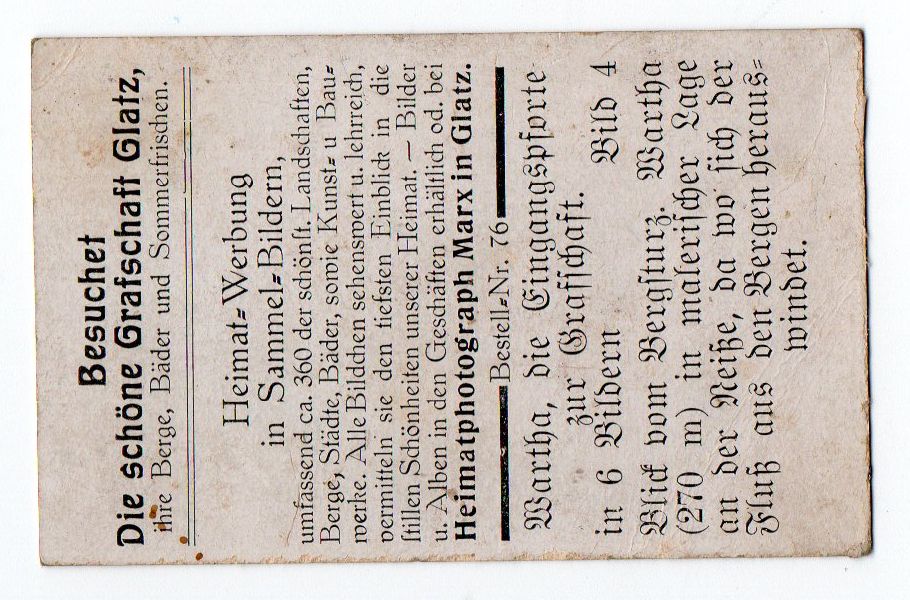 Besuchet
Die schöne Grafschaft Glatz,
ihre Berge, Bäder und Sommerfrischen.
Heimat-Werbung
in Sammel-Bildern,
umfassend ca. 360 der schönst. Landschaften,
Berge, Städte, Bäder, sowie Kunst- u Bau-
werke. Alle Bildchen sehenswert u. lehrreich,
vermitteln sie den tiefsten Einblick in die
stillen Schönheiten unserer Heimat. — Bilder
u. Alben in den Geschäften erhältlich od. bei
Heimatphotograph Marx in Glatz.
Bestell-Nr. 76
Wartha, die Eingangspforte
zur Grafschaft.
in 6 Bildern Bild 4
Blick vom Bergsturz. Wartha
(270 m) in malerischer Lage
an der Neiße, da wo sich der
Fluß aus den Bergen heraus-
windet.